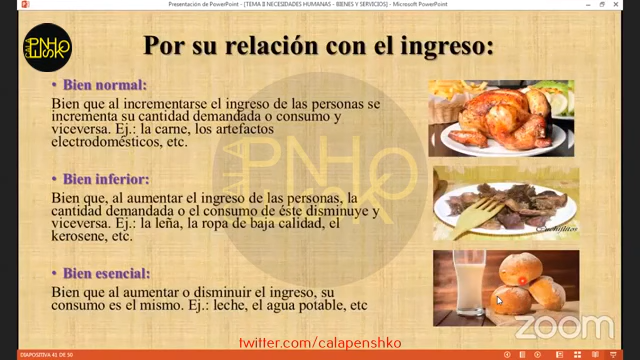 Presentación de PowerPoint - [TEMA 8 NECESIDADES HUMANAS - BIENES Y SERVICIOS] - Microsoft PowerPoint
Por su relación con el ingreso:
• Bien normal:
Bien que al incrementarse el ingreso de las personas se
incrementa su cantidad demandada o consumo y
viceversa. Ej.: la carne, los artefactos
electrodomésticos, etc.
• Bien inferior:
Bien que, al aumentar el ingreso de las personas, la
cantidad demandada o el consumo de éste disminuye y
viceversa. Ej.: la leña, la ropa de baja calidad, el
kerosene, etc.
• Bien esencial:
Bien que al aumentar o disminuir el ingreso, su
consumo es el mismo. Ej.: leche, el agua potable, etc
zoom
DIAPOSITIVA 41 DE 50
twitter.com/calapenshko